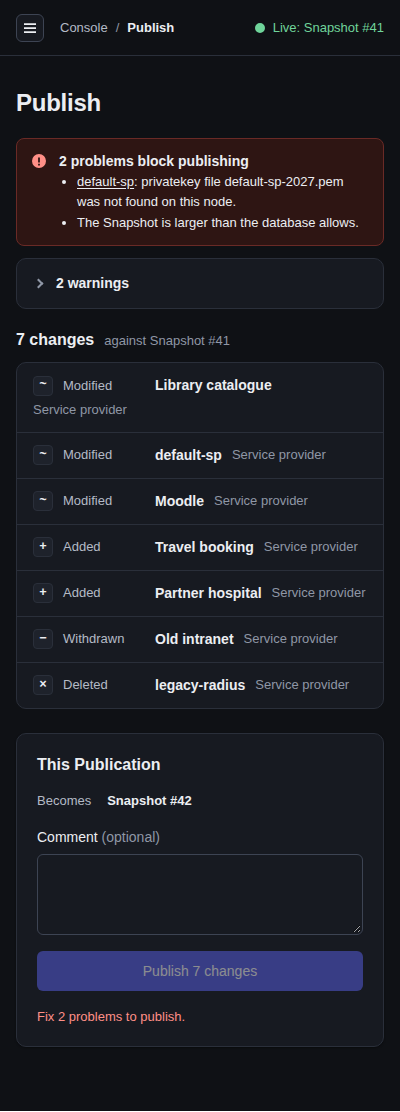 Console / Publish
Live: Snapshot #41
Publish
2 problems block publishing
default-sp: privatekey file default-sp-2027.pem
was not found on this node.
The Snapshot is larger than the database allows.
2 warnings
7 changes against Snapshot #41
~ Modified Library catalogue
Service provider
~ Modified default-sp Service provider
~ Modified Moodle Service provider
+ Added Travel booking Service provider
+ Added Partner hospital Service provider
− Withdrawn Old intranet Service provider
× Deleted legacy-radius Service provider
This Publication
Becomes Snapshot #42
Comment (optional)
Publish 7 changes
Fix 2 problems to publish.